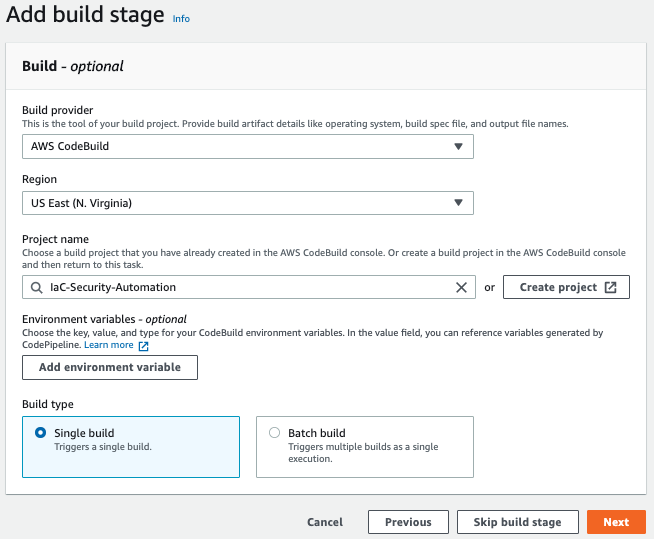 Add build stage Info
Build - optional
Build provider
This is the tool of your build project. Provide build artifact details like operating system, build spec file, and output file names.
AWS CodeBuild
Region
US East (N. Virginia)
Project name
Choose a build project that you have already created in the AWS CodeBuild console. Or create a build project in the AWS CodeBuild console
and then return to this task.
IaC-Security-Automation or Create project
Environment variables - optional
Choose the key, value, and type for your CodeBuild environment variables. In the value field, you can reference variables generated by
CodePipeline. Learn more
Add environment variable
Build type
Single build
Triggers a single build.
Batch build
Triggers multiple builds as a single
execution.
Cancel Previous Skip build stage Next